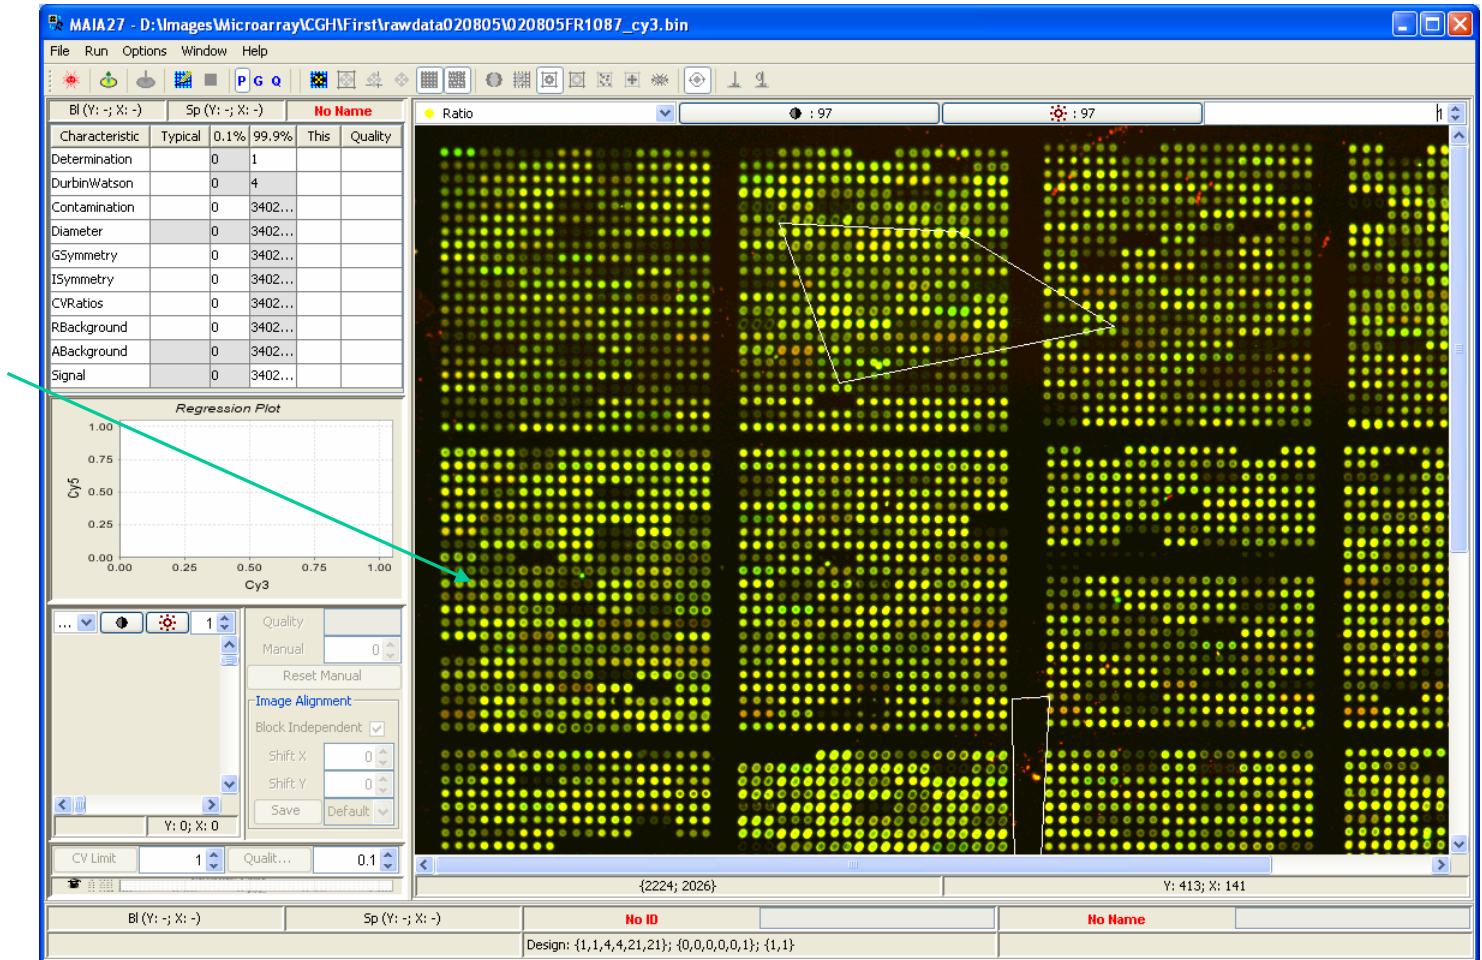 MAIA27 - D:\Images\Microarray\CGH\First\rawdata020805\020805FR1087_cy3.bin
File Run Options Window Help
P G Q
Bl (Y: -; X: -) Sp (Y: -; X: -) No Name
Ratio : 97 : 97 1
Characteristic Typical 0.1% 99.9% This Quality
Determination 0 1
DurbinWatson 0 4
Contamination 0 3402...
Diameter 0 3402...
GSymmetry 0 3402...
ISymmetry 0 3402...
CVRatios 0 3402...
RBackground 0 3402...
ABackground 0 3402...
Signal 0 3402...
Regression Plot
1.00
0.75
0.50
0.25
0.00
Cy5
0.00 0.25 0.50 0.75 1.00
Cy3
... 1
Quality
Manual 0
Reset Manual
Image Alignment
Block Independent
Shift X 0
Shift Y 0
Save Default
Y: 0; X: 0
CV Limit 1 Qualit... 0.1
{2224; 2026} Y: 413; X: 141
Bl (Y: -; X: -) Sp (Y: -; X: -) No ID No Name
Design: {1,1,4,4,21,21}; {0,0,0,0,0,1}; {1,1}